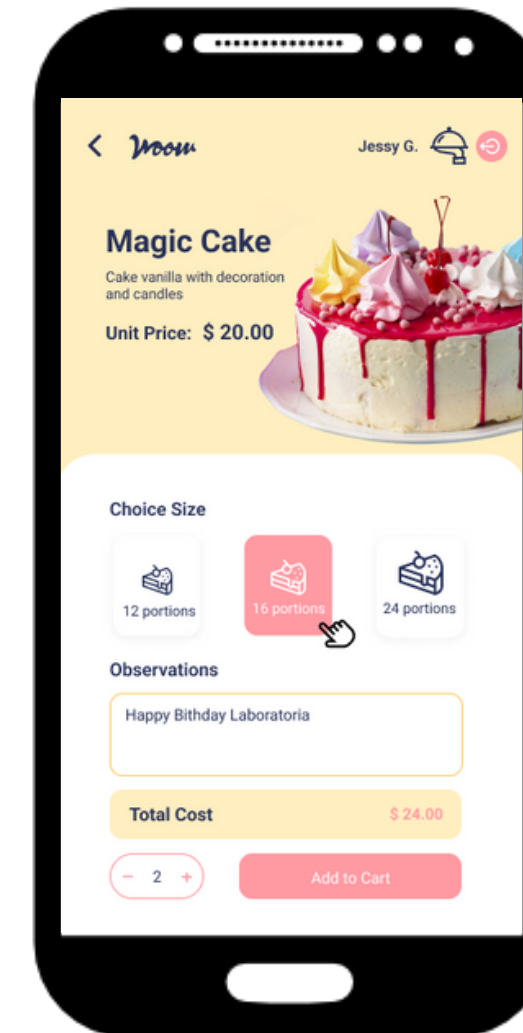 Woow
Jessy G.
Magic Cake
Cake vanilla with decoration
and candles
Unit Price: $ 20.00
Choice Size
12 portions
16 portions
24 portions
Observations
Happy Bithday Laboratoria
Total Cost
$ 24.00
- 2 +
Add to Cart